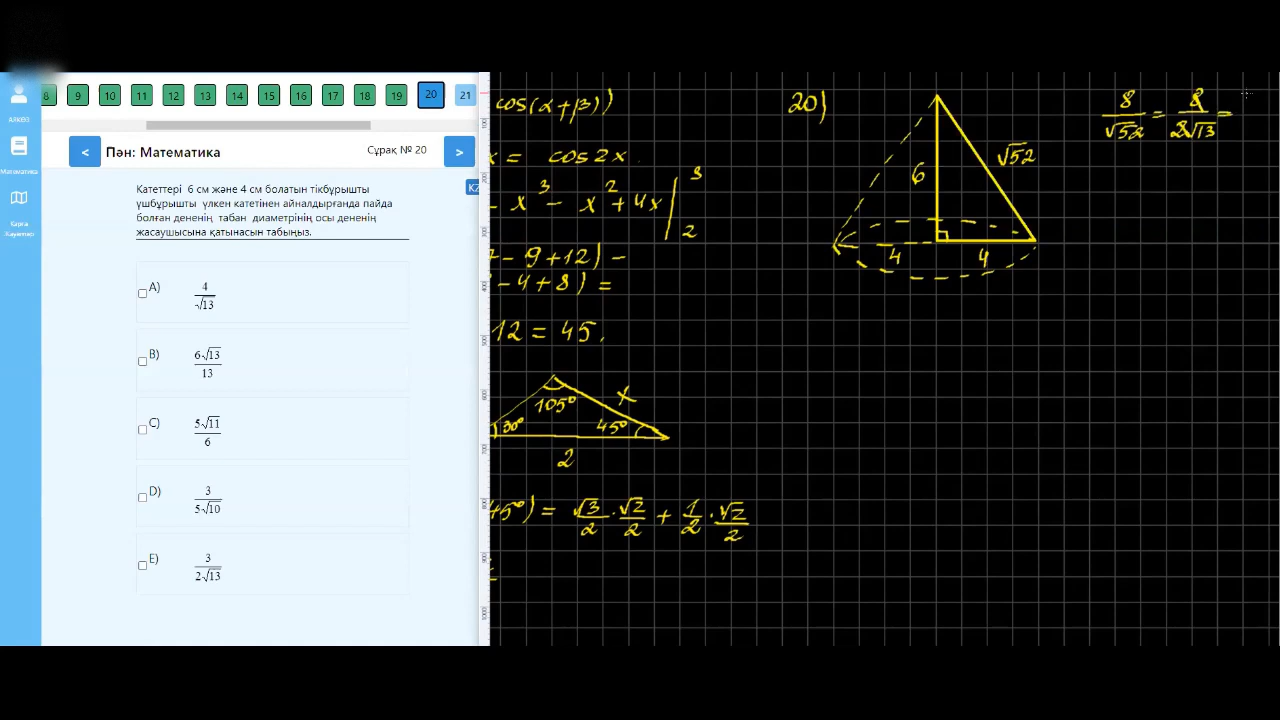 8 9 10 11 12 13 14 15 16 17 18 19 20 21
< Пән: Математика Сұрақ № 20 >
Математика
Катеттері 6 см және 4 см болатын тікбұрышты
үшбұрышты үлкен катетінен айналдырғанда пайда
болған дененің табан диаметрінің осы дененің
жасаушысына қатынасын табыңыз.
A) 4/√13
B) 6√13/13
C) 5√11/6
D) 3/5√10
E) 3/2√13
cos(α+β))
x = cos2x
- x³ - x² + 4x | 3 2
- 9 + 12) -
- 4 + 8) =
12 = 45.
105° x
30° 45°
2
45°) = √3/2 · √2/2 + 1/2 · √2/2
20)
6 √52
4 4
8/√52 = 8/2√13 =